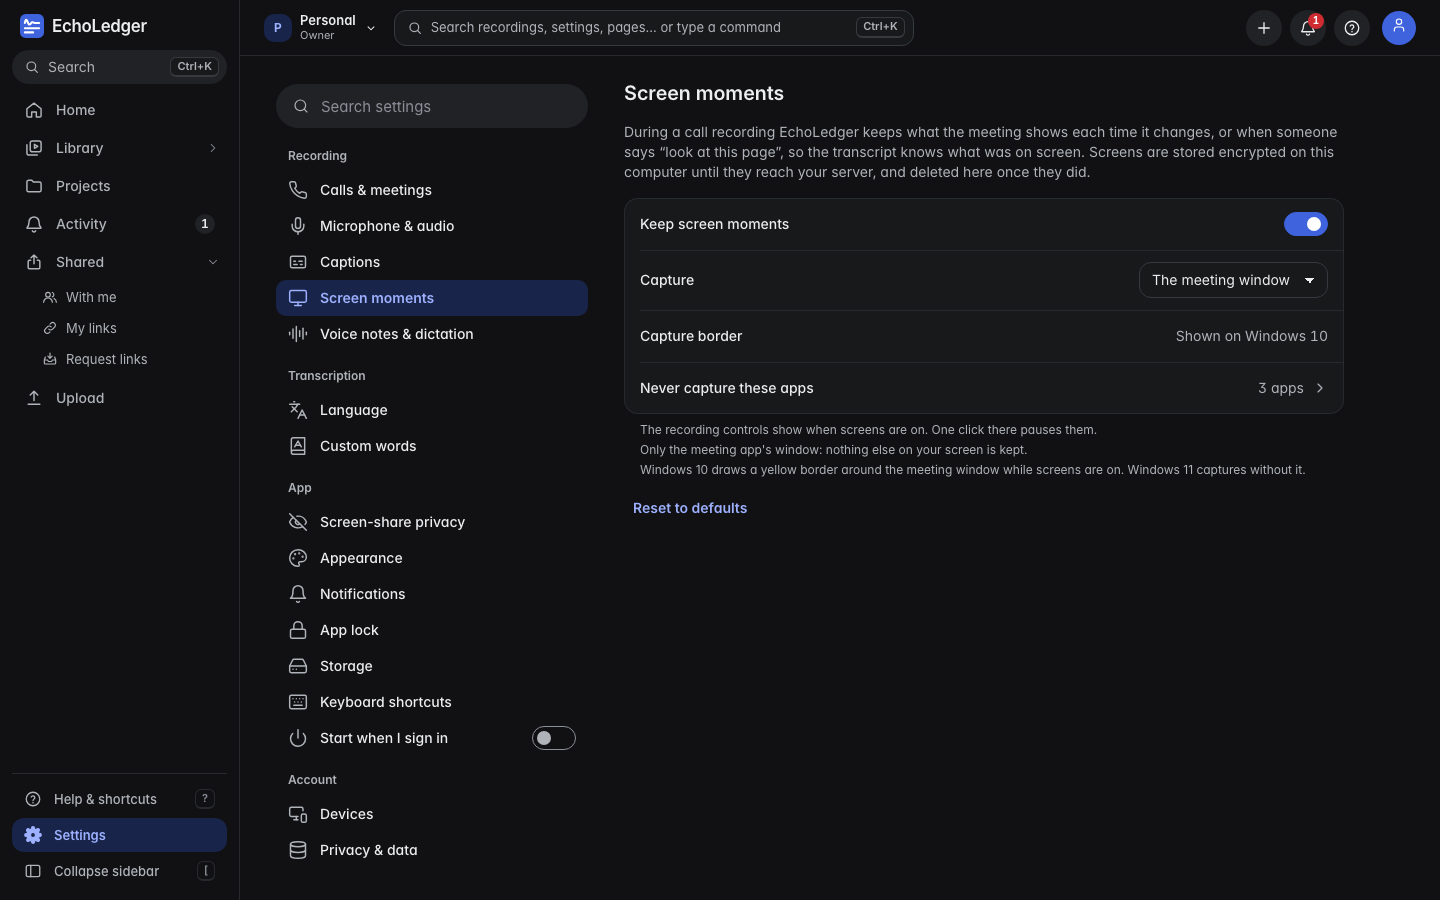 EchoLedger
Search
Ctrl+K
Home
Library
Projects
Activity
1
Shared
With me
My links
Request links
Upload
Help & shortcuts
?
Settings
Collapse sidebar
[
P
Personal
Owner
Search recordings, settings, pages... or type a command
Ctrl+K
1
Search settings
Recording
Calls & meetings
Microphone & audio
Captions
Screen moments
Voice notes & dictation
Transcription
Language
Custom words
App
Screen-share privacy
Appearance
Notifications
App lock
Storage
Keyboard shortcuts
Start when I sign in
Account
Devices
Privacy & data
Screen moments
During a call recording EchoLedger keeps what the meeting shows each time it changes, or when someone
says “look at this page”, so the transcript knows what was on screen. Screens are stored encrypted on this
computer until they reach your server, and deleted here once they did.
Keep screen moments
Capture
The meeting window
Capture border
Shown on Windows 10
Never capture these apps
3 apps
The recording controls show when screens are on. One click there pauses them.
Only the meeting app's window: nothing else on your screen is kept.
Windows 10 draws a yellow border around the meeting window while screens are on. Windows 11 captures without it.
Reset to defaults